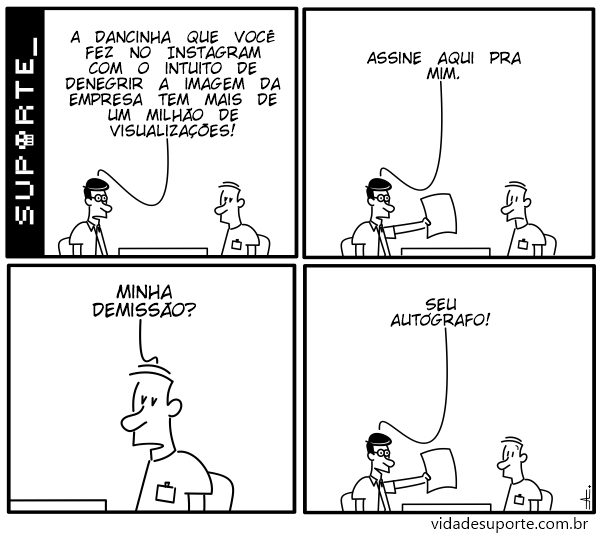 SUPORTE_
A DANCINHA QUE VOCÊ
FEZ NO INSTAGRAM
COM O INTUITO DE
DENEGRIR A IMAGEM DA
EMPRESA TEM MAIS DE
UM MILHÃO DE
VISUALIZAÇÕES!
ASSINE AQUI PRA
MIM.
MINHA
DEMISSÃO?
SEU
AUTÓGRAFO!
vidadesuporte.com.br